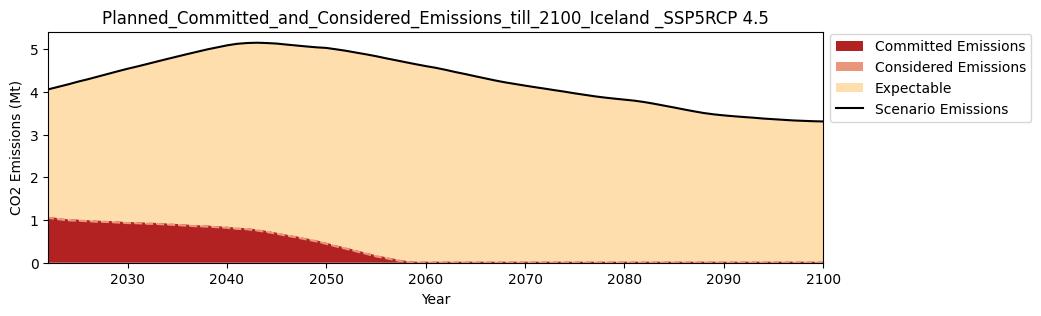 Planned_Committed_and_Considered_Emissions_till_2100_Iceland _SSP5RCP 4.5
CO2 Emissions (Mt)
5
4
3
2
1
0
2030 2040 2050 2060 2070 2080 2090 2100
Year
Committed Emissions
Considered Emissions
Expectable
Scenario Emissions